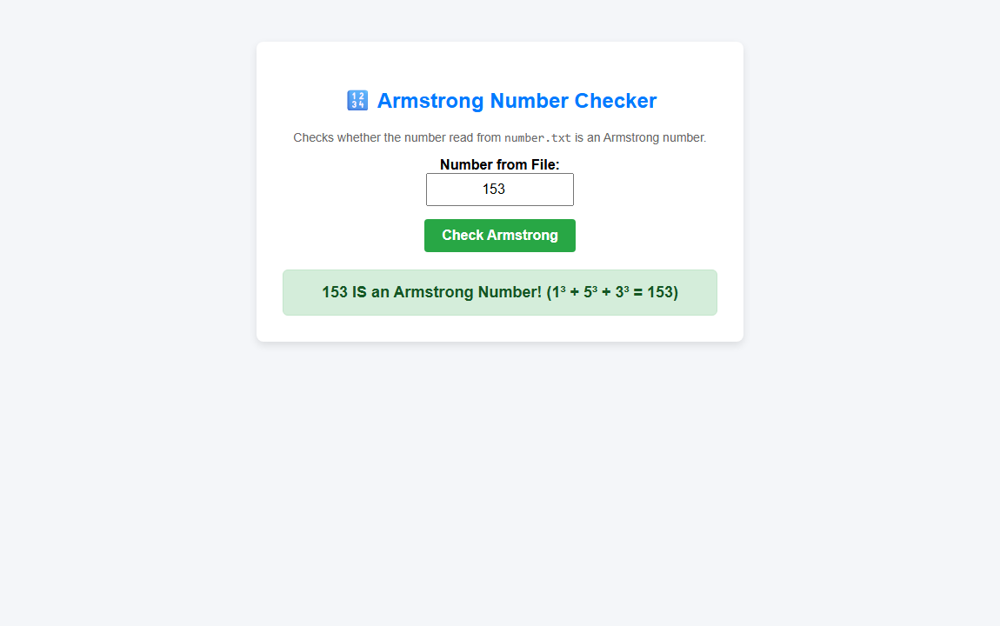 🔢 Armstrong Number Checker
Checks whether the number read from number.txt is an Armstrong number.
Number from File:
153
Check Armstrong
153 IS an Armstrong Number! (1³ + 5³ + 3³ = 153)